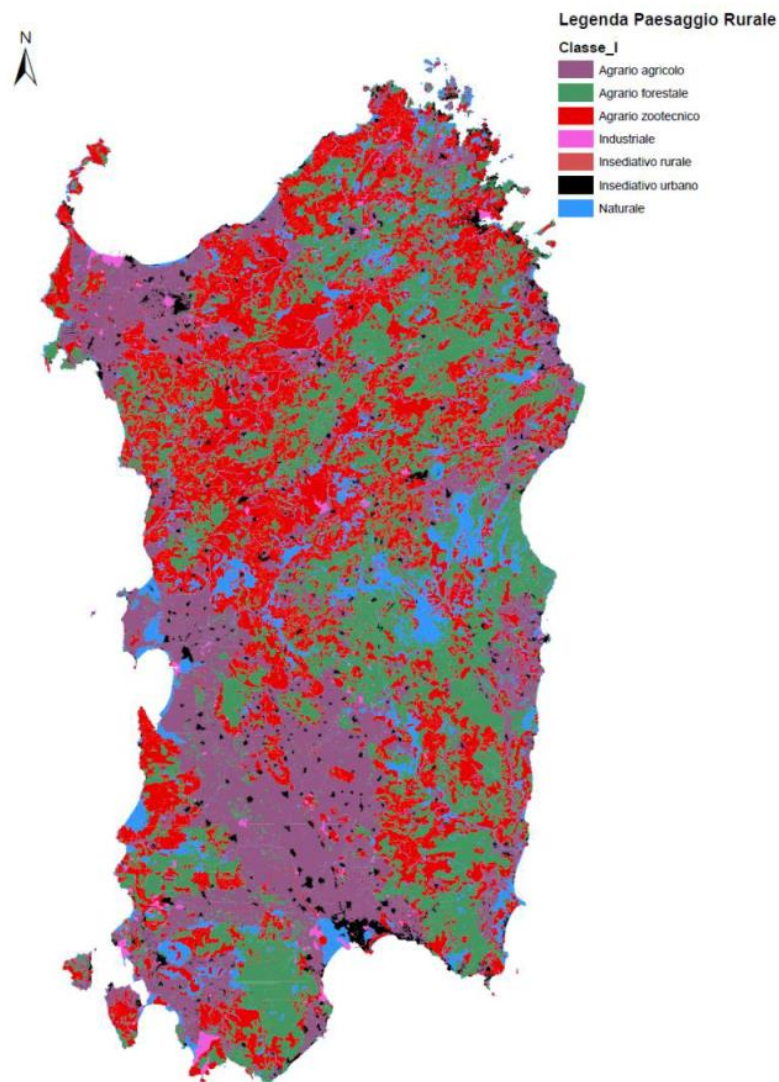 Legenda Paesaggio Rurale
Classe_I
N
Agrario agricolo
Agrario forestale
Agrario zootecnico
Industriale
Insediativo rurale
Insediativo urbano
Naturale